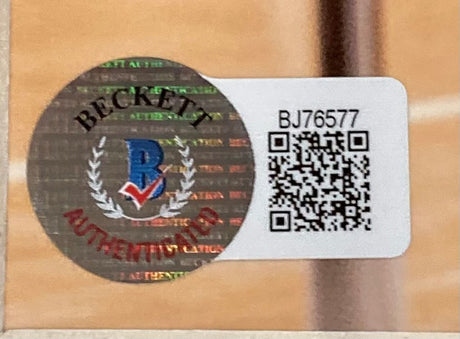 BECKETT
B
AUTHENTICATED
BJ76577